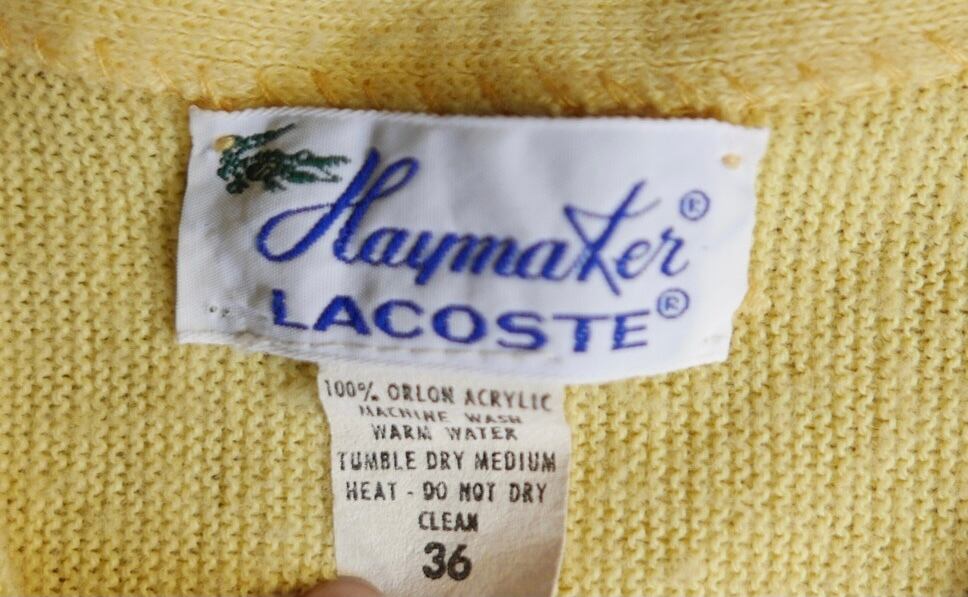 Haymaker®
LACOSTE®
100% ORLON ACRYLIC
MACHINE WASH
WARM WATER
TUMBLE DRY MEDIUM
HEAT - DO NOT DRY
CLEAN
36